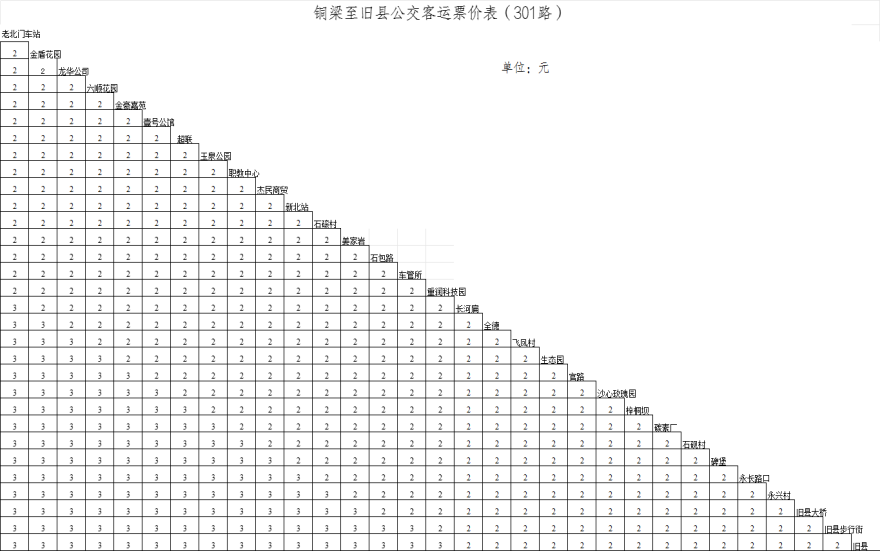 铜梁至旧县公交客运票价表（301路）
老北门车站
2 金盾花园
2 2 龙华公司
单位：元
2 2 2 六顺花园
2 2 2 2 金豪嘉苑
2 2 2 2 2 壹号公馆
2 2 2 2 2 2 超联
2 2 2 2 2 2 2 玉泉公园
2 2 2 2 2 2 2 2 职教中心
2 2 2 2 2 2 2 2 2 杰民商贸
2 2 2 2 2 2 2 2 2 2 新北站
2 2 2 2 2 2 2 2 2 2 2 石碌村
2 2 2 2 2 2 2 2 2 2 2 2 姜家岩
2 2 2 2 2 2 2 2 2 2 2 2 2 石包路
2 2 2 2 2 2 2 2 2 2 2 2 2 2 车管所
2 2 2 2 2 2 2 2 2 2 2 2 2 2 2 重润科技园
3 2 2 2 2 2 2 2 2 2 2 2 2 2 2 2 长河扁
3 3 2 2 2 2 2 2 2 2 2 2 2 2 2 2 2 全德
3 3 3 2 2 2 2 2 2 2 2 2 2 2 2 2 2 2 飞凤村
3 3 3 3 2 2 2 2 2 2 2 2 2 2 2 2 2 2 2 生态园
3 3 3 3 3 2 2 2 2 2 2 2 2 2 2 2 2 2 2 2 官路
3 3 3 3 3 3 2 2 2 2 2 2 2 2 2 2 2 2 2 2 2 沙心玫瑰园
3 3 3 3 3 3 3 2 2 2 2 2 2 2 2 2 2 2 2 2 2 2 梓桐坝
3 3 3 3 3 3 3 3 2 2 2 2 2 2 2 2 2 2 2 2 2 2 2 碳素厂
3 3 3 3 3 3 3 3 3 2 2 2 2 2 2 2 2 2 2 2 2 2 2 2 石砚村
3 3 3 3 3 3 3 3 3 3 2 2 2 2 2 2 2 2 2 2 2 2 2 2 2 碑堡
3 3 3 3 3 3 3 3 3 3 3 2 2 2 2 2 2 2 2 2 2 2 2 2 2 2 永长路口
3 3 3 3 3 3 3 3 3 3 3 3 2 2 2 2 2 2 2 2 2 2 2 2 2 2 2 永兴村
3 3 3 3 3 3 3 3 3 3 3 3 3 2 2 2 2 2 2 2 2 2 2 2 2 2 2 2 旧县大桥
3 3 3 3 3 3 3 3 3 3 3 3 3 3 3 2 2 2 2 2 2 2 2 2 2 2 2 2 2 旧县步行街
3 3 3 3 3 3 3 3 3 3 3 3 3 3 3 3 2 2 2 2 2 2 2 2 2 2 2 2 2 2 旧县